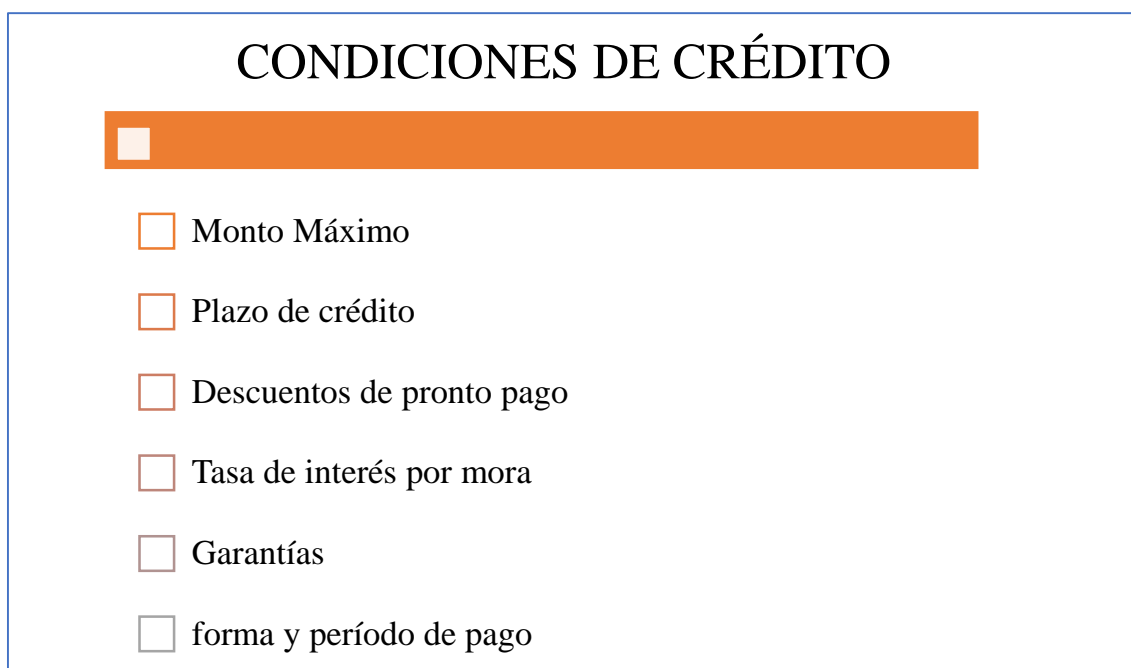 CONDICIONES DE CRÉDITO
Monto Máximo
Plazo de crédito
Descuentos de pronto pago
Tasa de interés por mora
Garantías
forma y período de pago